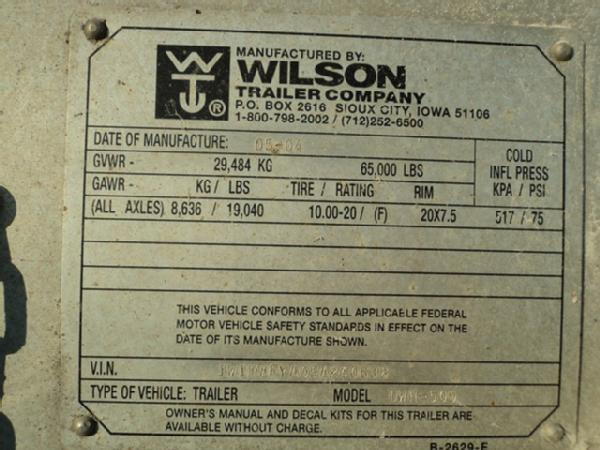 WT ®
MANUFACTURED BY:
WILSON
TRAILER COMPANY
P.O. BOX 2616 SIOUX CITY, IOWA 51106
1-800-798-2002 / (712)252-6500
DATE OF MANUFACTURE: 05-04
GVWR - 29,484 KG 65,000 LBS
COLD
INFL PRESS
KPA / PSI
GAWR - KG / LBS TIRE / RATING RIM
(ALL AXLES) 8,636 / 19,040 10.00-20 / (F) 20X7.5 517 / 75
THIS VEHICLE CONFORMS TO ALL APPLICABLE FEDERAL
MOTOR VEHICLE SAFETY STANDARDS IN EFFECT ON THE
DATE OF ITS MANUFACTURE SHOWN.
V.I.N.
TYPE OF VEHICLE: TRAILER MODEL
OWNER'S MANUAL AND DECAL KITS FOR THIS TRAILER ARE
AVAILABLE WITHOUT CHARGE.
B-2629-E